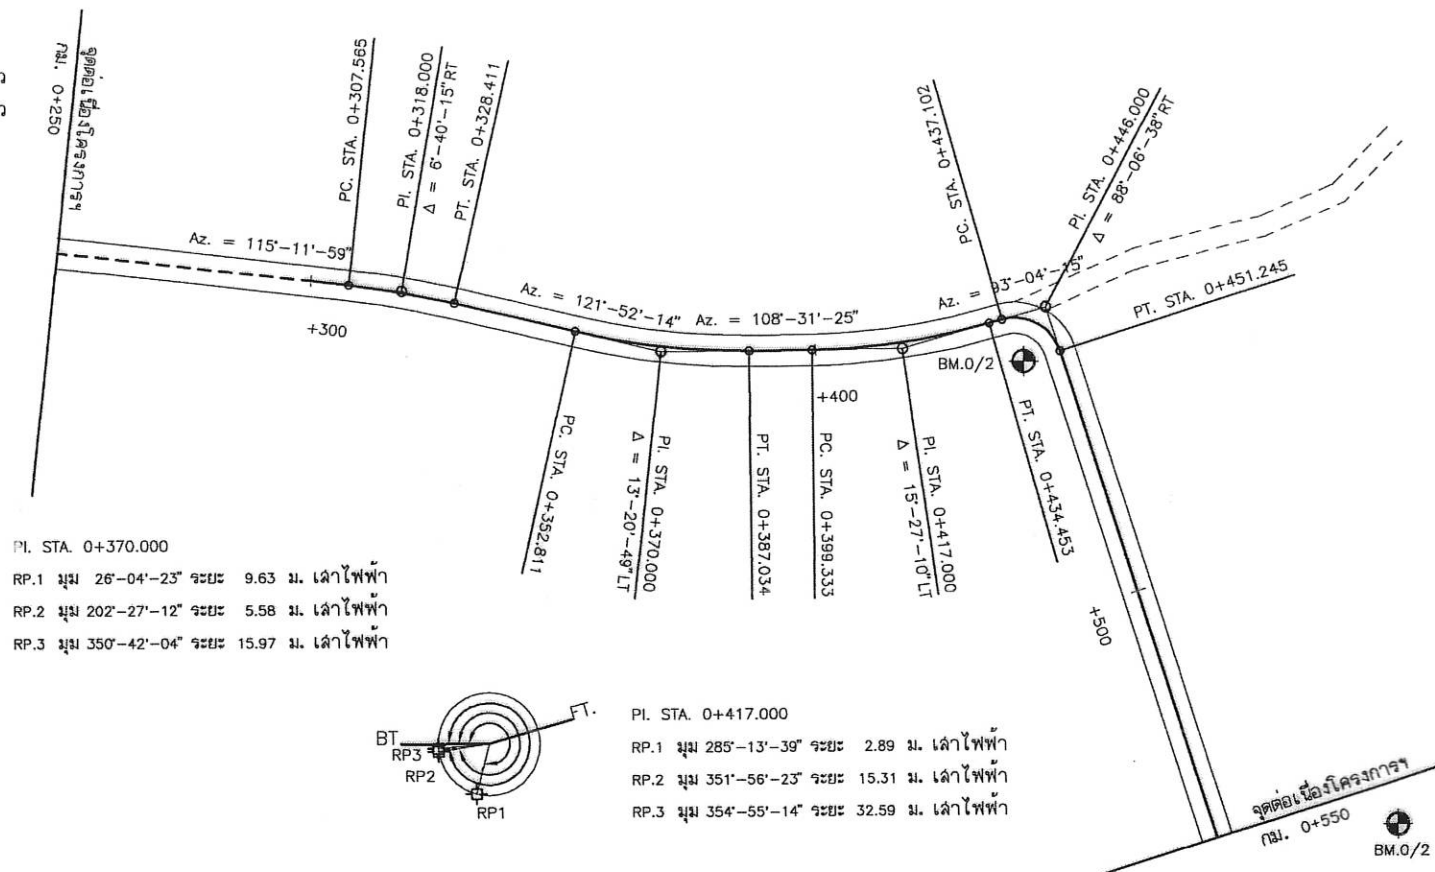 จุดต่อเนื่องโครงการฯ
กม. 0+250
PC. STA. 0+307.565
PI. STA. 0+318.000
Δ = 6°-40'-15"RT
PT. STA. 0+328.411
PC. STA. 0+437.102
PI. STA. 0+446.000
Δ = 88°-06'-38"RT
Az. = 115°-11'-59"
Az. = 121°-52'-14"
Az. = 108°-31'-25"
Az. = 93°-04'-15"
PT. STA. 0+451.245
+300
+400
BM.0/2
PC. STA. 0+352.811
PI. STA. 0+370.000
Δ = 13°-20'-49"LT
PT. STA. 0+387.034
PC. STA. 0+399.333
PI. STA. 0+417.000
Δ = 15°-27'-10"LT
PT. STA. 0+434.453
+500
PI. STA. 0+370.000
RP.1 มุม 26°-04'-23" ระยะ 9.63 ม. เสาไฟฟ้า
RP.2 มุม 202°-27'-12" ระยะ 5.58 ม. เสาไฟฟ้า
RP.3 มุม 350°-42'-04" ระยะ 15.97 ม. เสาไฟฟ้า
BT
FT.
RP3
RP2
RP1
PI. STA. 0+417.000
RP.1 มุม 285°-13'-39" ระยะ 2.89 ม. เสาไฟฟ้า
RP.2 มุม 351°-56'-23" ระยะ 15.31 ม. เสาไฟฟ้า
RP.3 มุม 354°-55'-14" ระยะ 32.59 ม. เสาไฟฟ้า
จุดต่อเนื่องโครงการฯ
กม. 0+550
BM.0/2